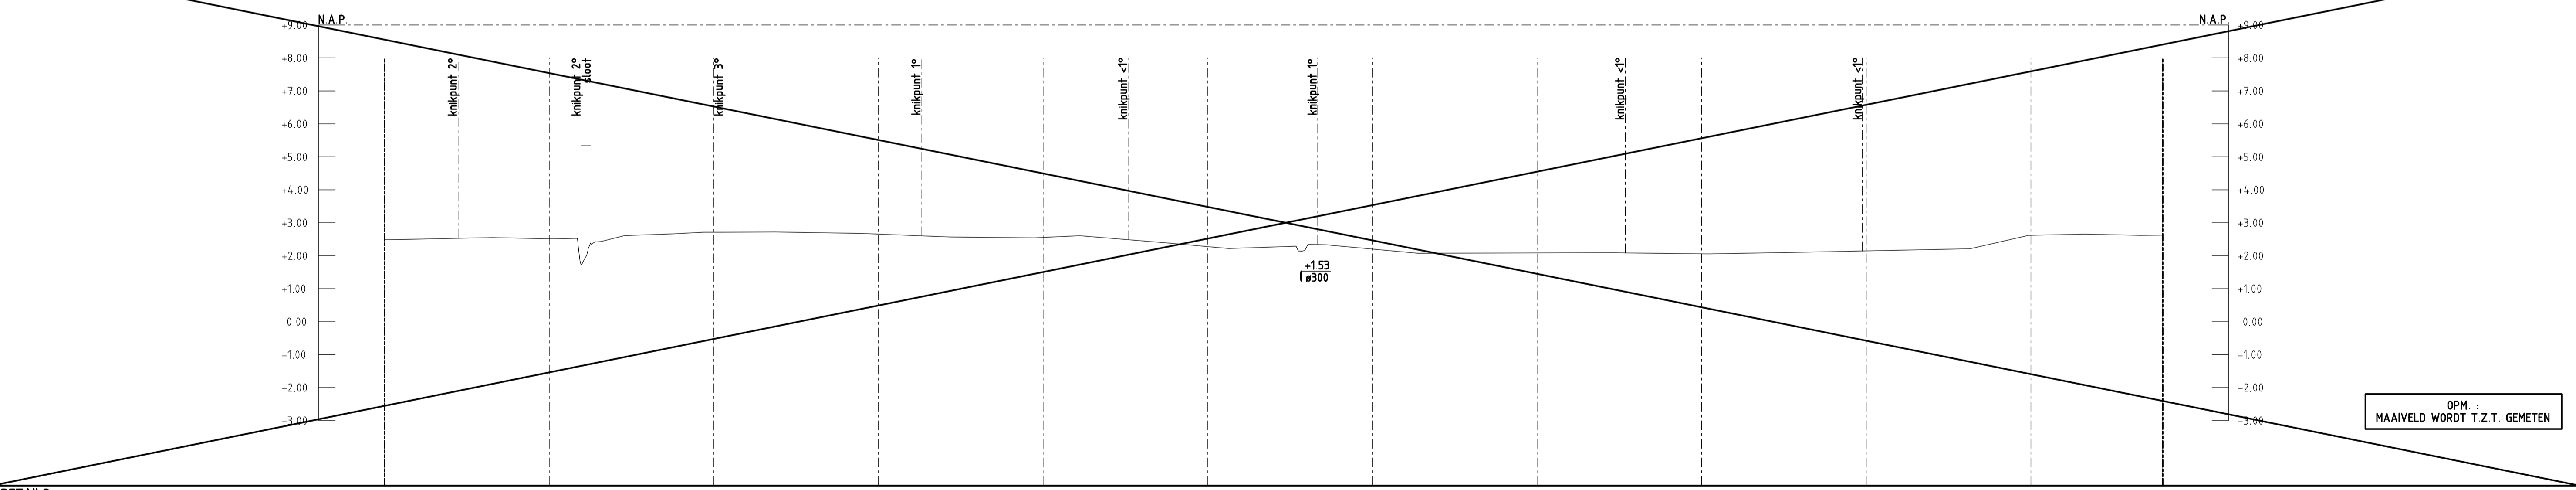 N.A.P.
N.A.P.
+9.00
+8.00
+7.00
+6.00
+5.00
+4.00
+3.00
+2.00
+1.00
0.00
-1.00
-2.00
-3.00
knikpunt 2°
knikpunt 2°
sloot
knikpunt 3°
knikpunt 1°
knikpunt <1°
knikpunt 1°
knikpunt <1°
knikpunt <1°
+1.53
ø300
+9.00
+8.00
+7.00
+6.00
+5.00
+4.00
+3.00
+2.00
+1.00
0.00
-1.00
-2.00
-3.00
OPM. :
MAAIVELD WORDT T.Z.T. GEMETEN